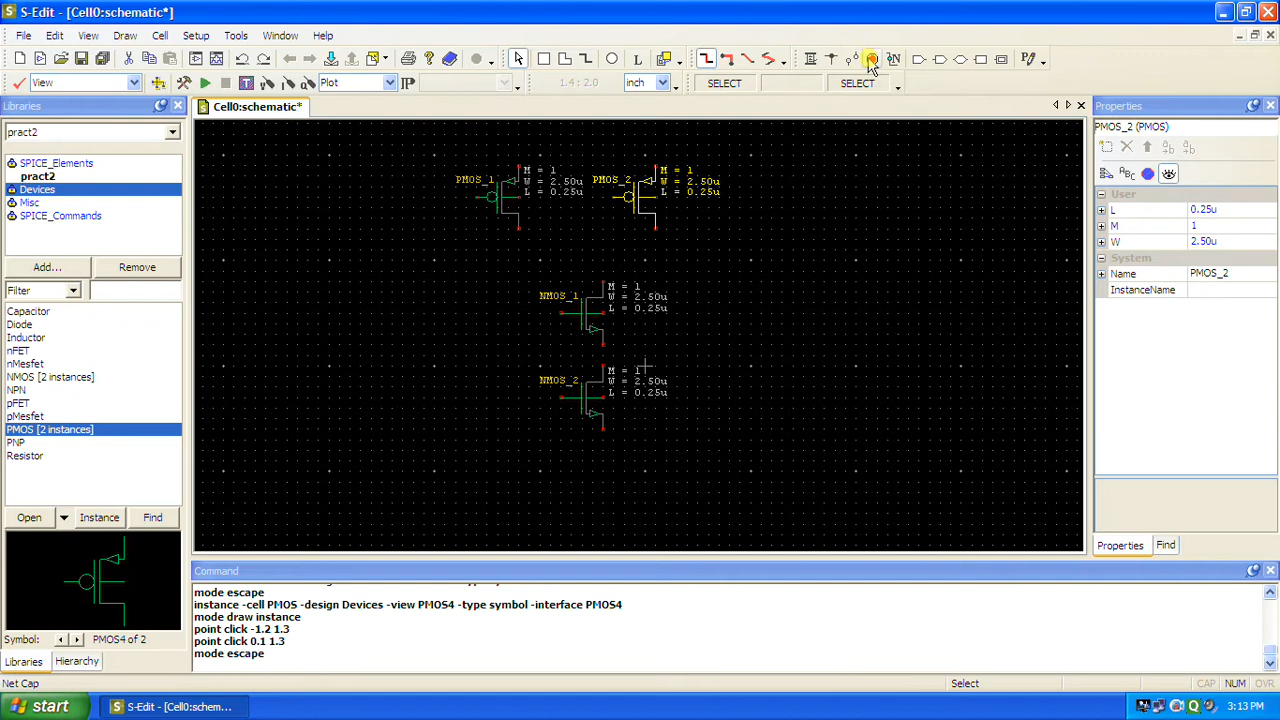 S-Edit - [Cell0:schematic*]
File Edit View Draw Cell Setup Tools Window Help
View Plot IP 1.4 : 2.0 inch SELECT SELECT
Libraries
pract2
SPICE_Elements
pract2
Devices
Misc
SPICE_Commands
Add... Remove
Filter
Capacitor
Diode
Inductor
nFET
nMesfet
NMOS [2 instances]
NPN
pFET
pMesfet
PMOS [2 instances]
PNP
Resistor
Open Instance Find
Symbol: PMOS4 of 2
Libraries Hierarchy
Cell0:schematic*
PMOS_1
M = 1
W = 2.50u
L = 0.25u
PMOS_2
M = 1
W = 2.50u
L = 0.25u
NMOS_1
M = 1
W = 2.50u
L = 0.25u
NMOS_2
M = 1
W = 2.50u
L = 0.25u
Command
mode escape
instance -cell PMOS -design Devices -view PMOS4 -type symbol -interface PMOS4
mode draw instance
point click -1.2 1.3
point click 0.1 1.3
mode escape
Properties
PMOS_2 (PMOS)
User
L 0.25u
M 1
W 2.50u
System
Name PMOS_2
InstanceName
Properties Find
Net Cap Select CAP NUM OVR
start S-Edit - [Cell0:schem... 3:13 PM